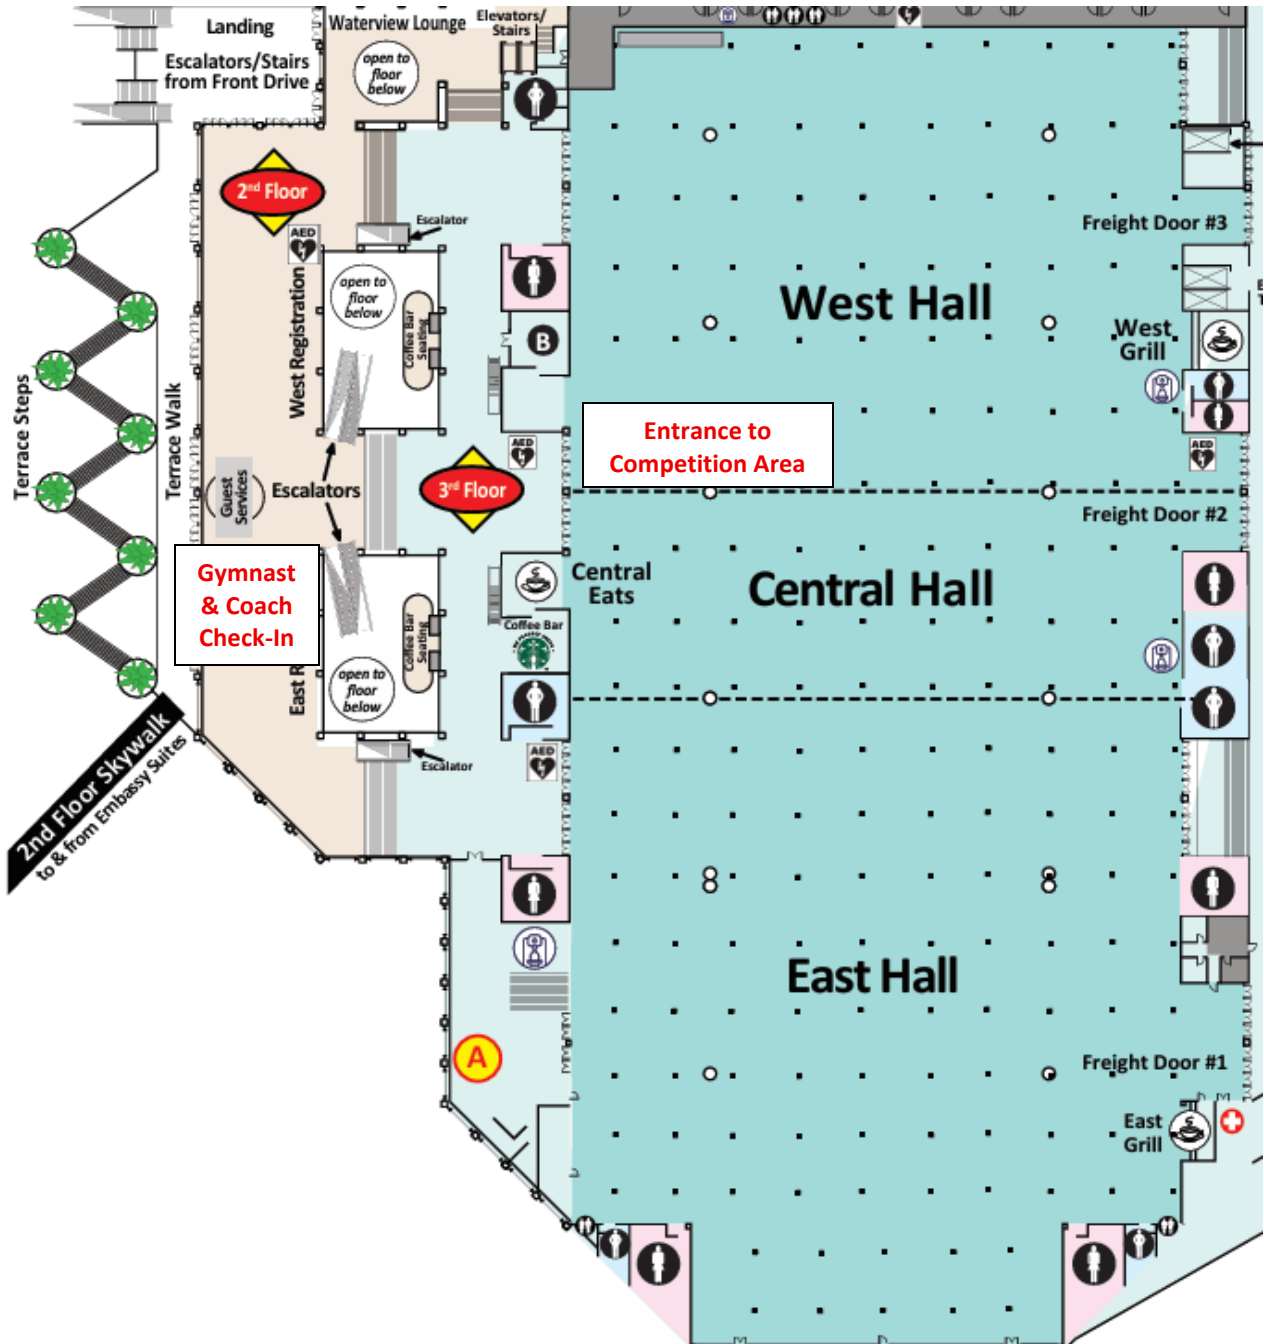 Landing
Escalators/Stairs
from Front Drive
Waterview Lounge
Elevators/
Stairs
open to
floor
below
2nd Floor
AED
Escalator
Freight Door #3
West Registration
open to
floor
below
Coffee Bar
Seating
B
West Hall
West
Grill
Terrace Steps
Terrace Walk
Entrance to
Competition Area
AED
AED
Guest
Services
Escalators
3rd Floor
Freight Door #2
Gymnast
& Coach
Check-In
Central
Eats
Central Hall
Coffee Bar
Coffee Bar
Seating
East R
open to
floor
below
2nd Floor Skywalk
to & from Embassy Suites
Escalator
AED
East Hall
A
Freight Door #1
East
Grill